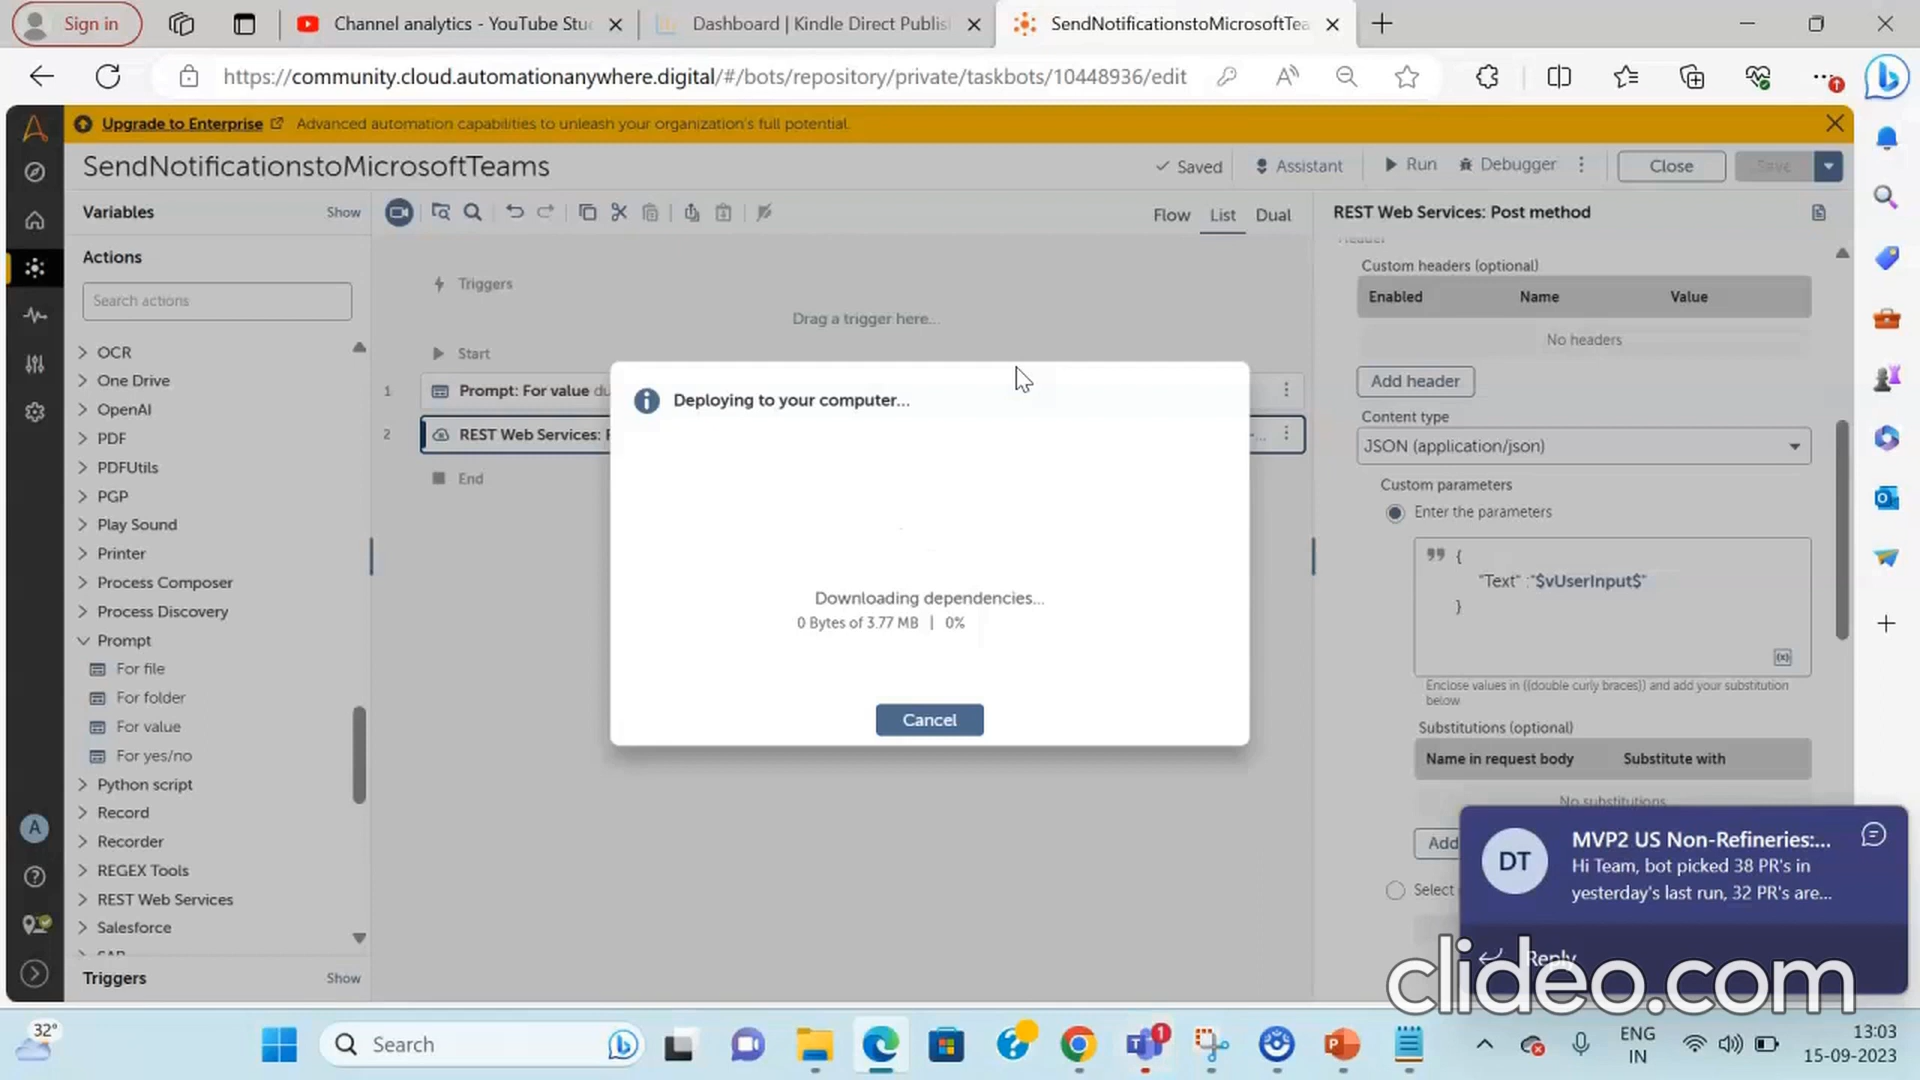 Sign in
Channel analytics - YouTube Stu
Dashboard | Kindle Direct Publis
SendNotificationstoMicrosoftTea
https://community.cloud.automationanywhere.digital/#/bots/repository/private/taskbots/10448936/edit
Upgrade to Enterprise
Advanced automation capabilities to unleash your organization's full potential.
SendNotificationstoMicrosoftTeams
Saved
Assistant
Run
Debugger
Close
Save
Variables
Show
Flow
List
Dual
REST Web Services: Post method
Actions
Search actions
OCR
One Drive
OpenAI
PDF
PDFUtils
PGP
Play Sound
Printer
Process Composer
Process Discovery
Prompt
For file
For folder
For value
For yes/no
Python script
Record
Recorder
REGEX Tools
REST Web Services
Salesforce
SAP
Triggers
Show
Triggers
Drag a trigger here...
Start
1
Prompt: For value
2
REST Web Services:
End
Deploying to your computer...
Downloading dependencies...
0 Bytes of 3.77 MB | 0%
Cancel
Header
Custom headers (optional)
Enabled Name Value
No headers
Add header
Content type
JSON (application/json)
Custom parameters
Enter the parameters
{
"Text" :"$vUserInput$"
}
(x)
Enclose values in {{double curly braces}} and add your substitution
below
Substitutions (optional)
Name in request body Substitute with
No substitutions
Add
Select
DT
MVP2 US Non-Refineries:...
Hi Team, bot picked 38 PR's in
yesterday's last run, 32 PR's are...
Reply
clideo.com
A
32°
Search
1
ENG
IN
13:03
15-09-2023